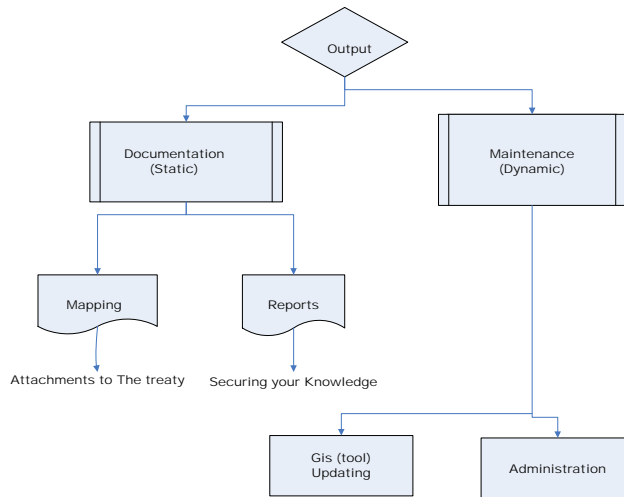 Output
Documentation
(Static)
Maintenance
(Dynamic)
Mapping
Reports
Attachments to The treaty
Securing your Knowledge
Gis (tool)
Updating
Administration